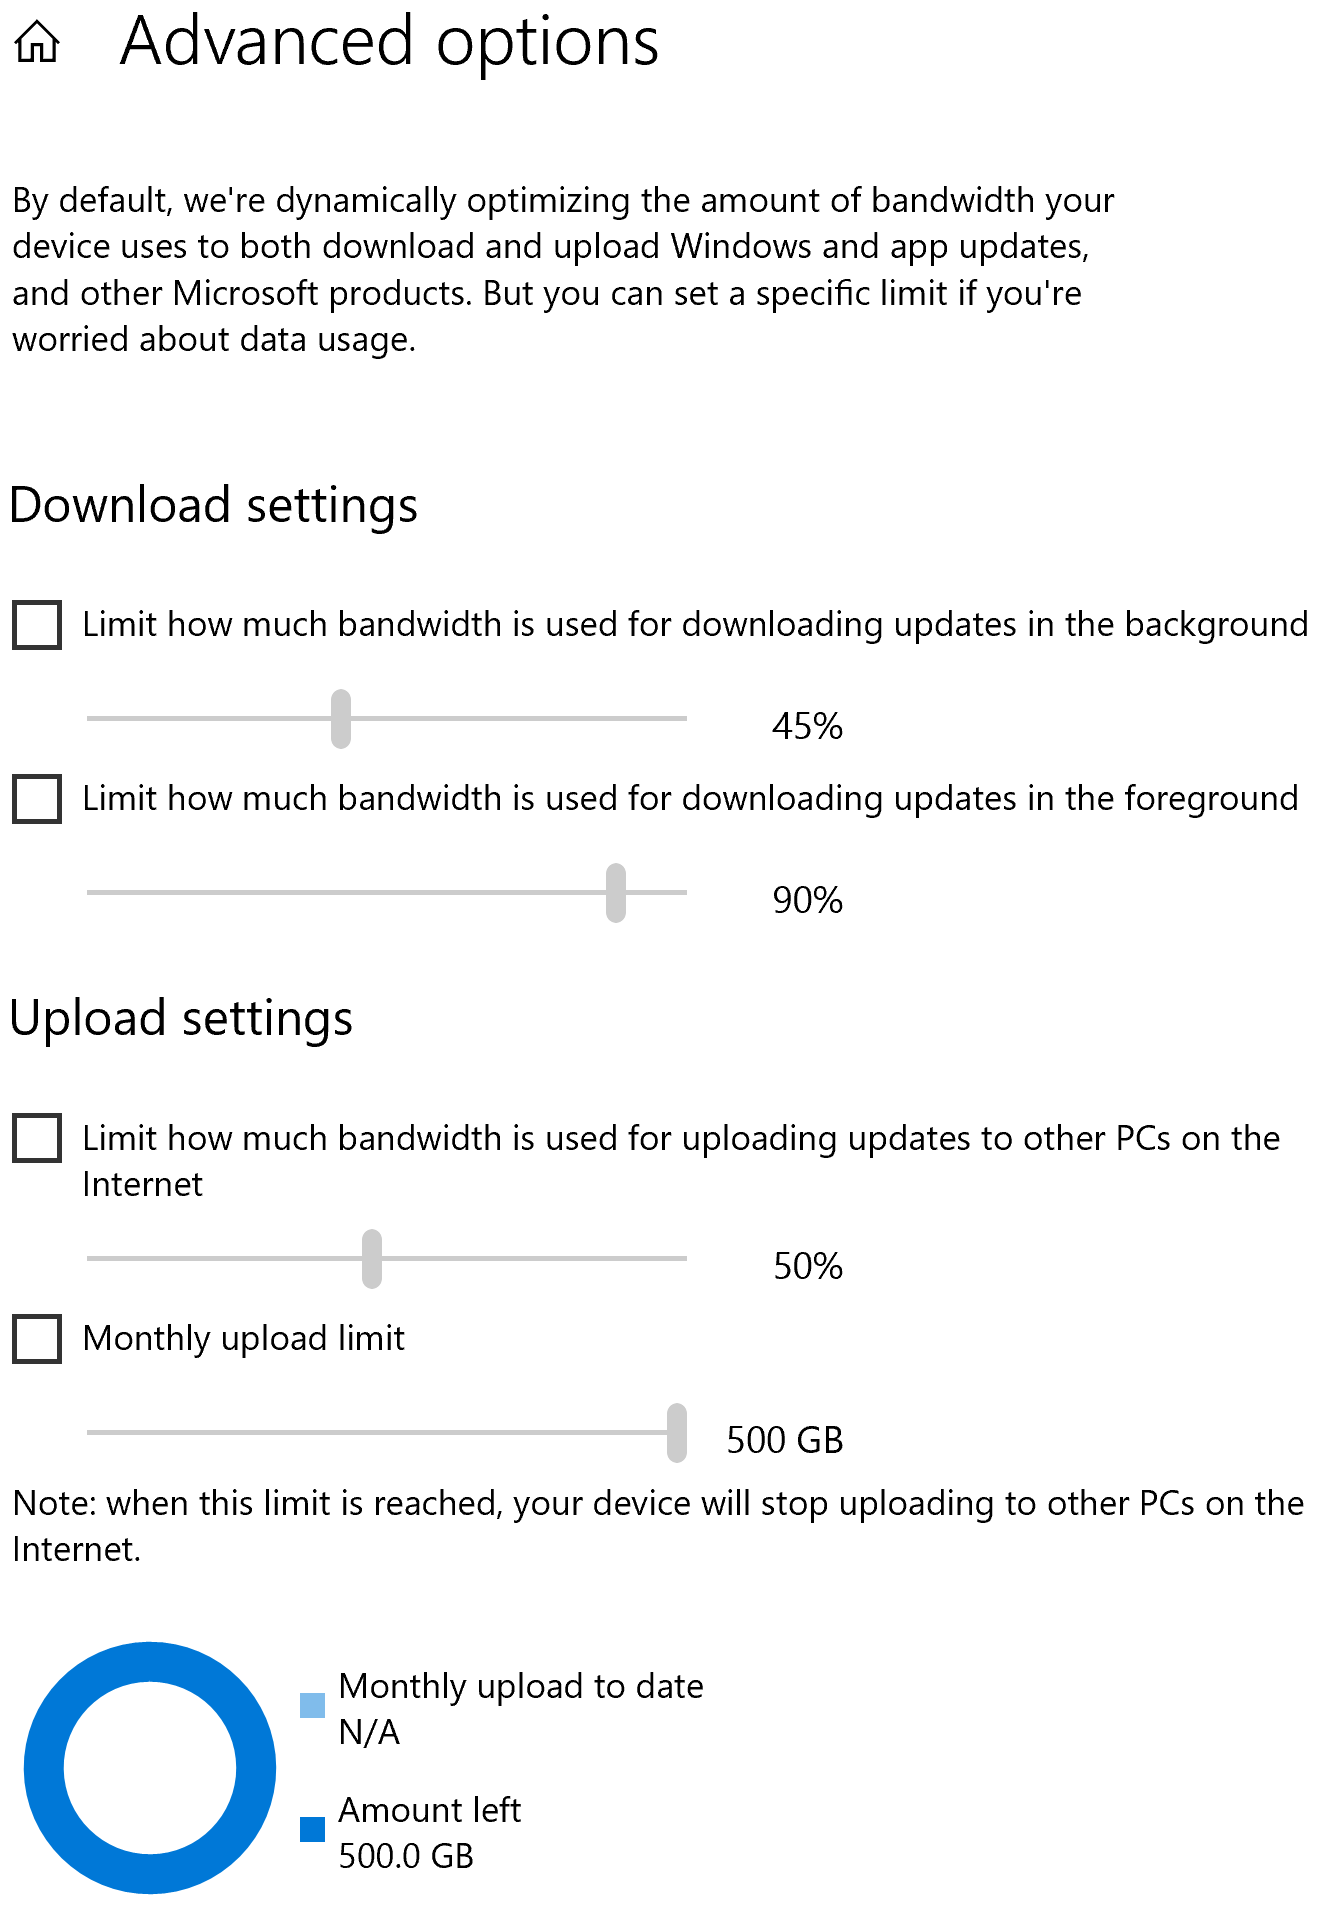 Advanced options
By default, we're dynamically optimizing the amount of bandwidth your
device uses to both download and upload Windows and app updates,
and other Microsoft products. But you can set a specific limit if you're
worried about data usage.
Download settings
Limit how much bandwidth is used for downloading updates in the background
45%
Limit how much bandwidth is used for downloading updates in the foreground
90%
Upload settings
Limit how much bandwidth is used for uploading updates to other PCs on the
Internet
50%
Monthly upload limit
500 GB
Note: when this limit is reached, your device will stop uploading to other PCs on the
Internet.
Monthly upload to date
N/A
Amount left
500.0 GB